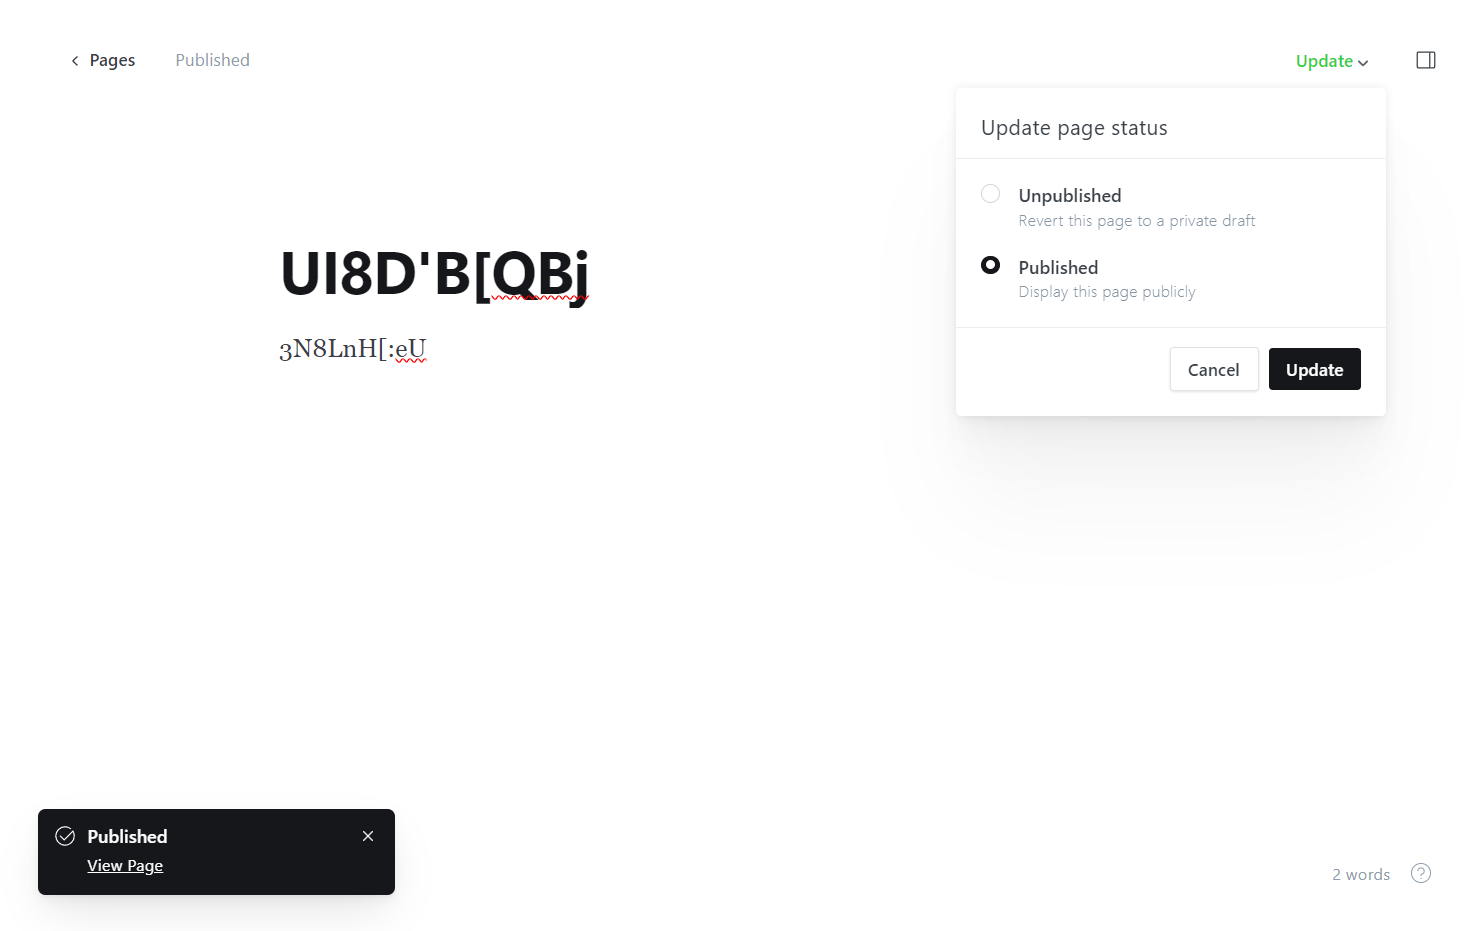 Pages
Published
Update
Update page status
Unpublished
Revert this page to a private draft
Published
Display this page publicly
Cancel
Update
UI8D'B[QBj
3N8LnH[:eU
Published
View Page
2 words
?